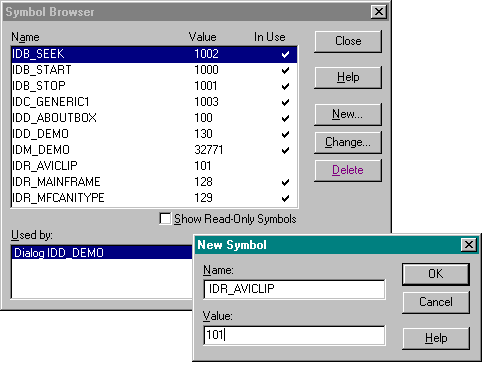 Symbol Browser
Name Value In Use
IDB_SEEK 1002
IDB_START 1000
IDB_STOP 1001
IDC_GENERIC1 1003
IDD_ABOUTBOX 100
IDD_DEMO 130
IDM_DEMO 32771
IDR_AVICLIP 101
IDR_MAINFRAME 128
IDR_MFCANITYPE 129
Close
Help
New...
Change...
Delete
Show Read-Only Symbols
Used by:
Dialog IDD_DEMO
New Symbol
Name:
IDR_AVICLIP
Value:
101
OK
Cancel
Help